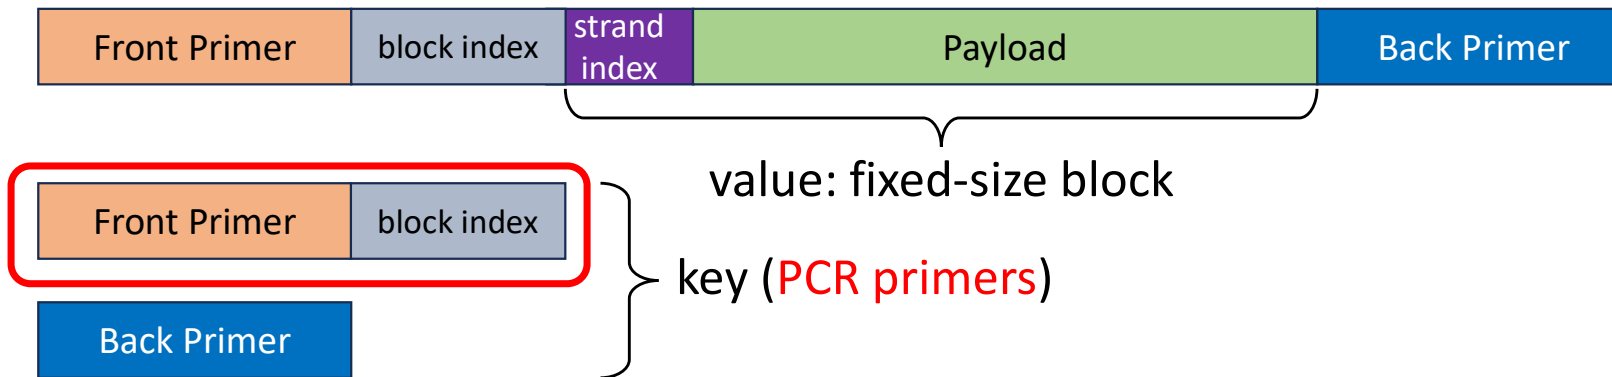 Front Primer
block index
strand
index
Payload
Back Primer
value: fixed-size block
Front Primer
block index
key (PCR primers)
Back Primer